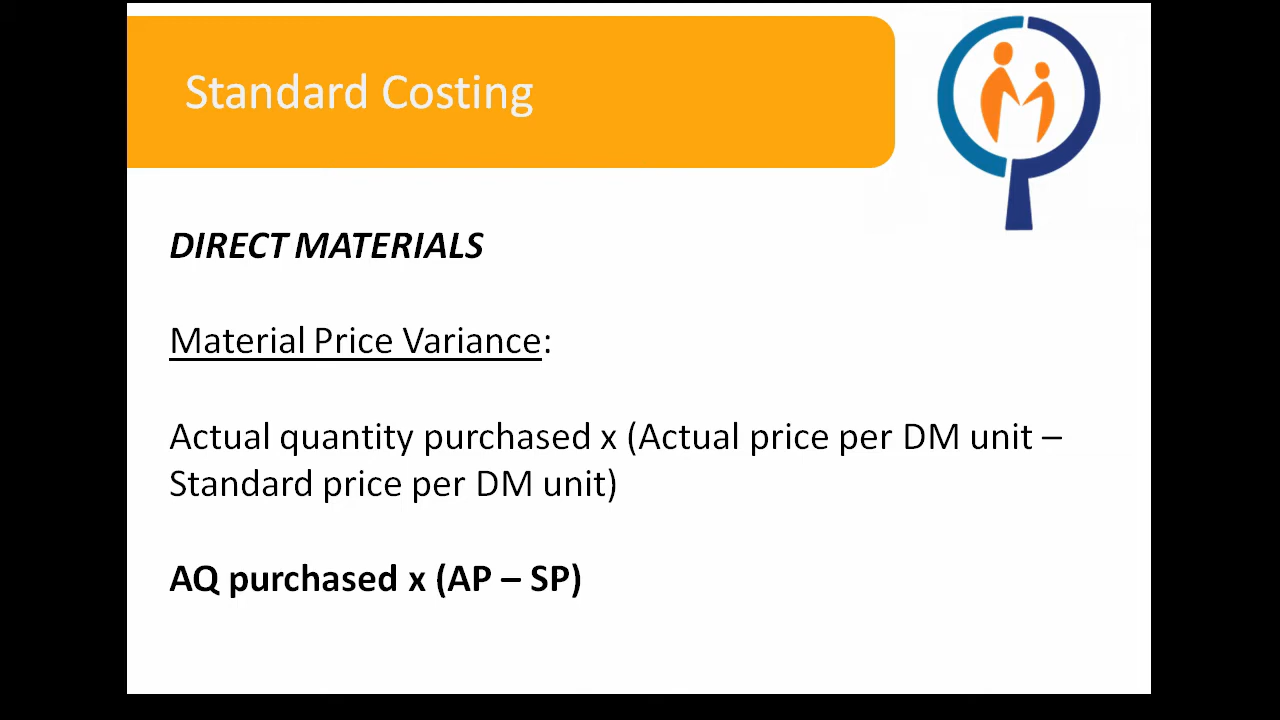 Standard Costing
DIRECT MATERIALS
Material Price Variance:
Actual quantity purchased x (Actual price per DM unit –
Standard price per DM unit)
AQ purchased x (AP – SP)